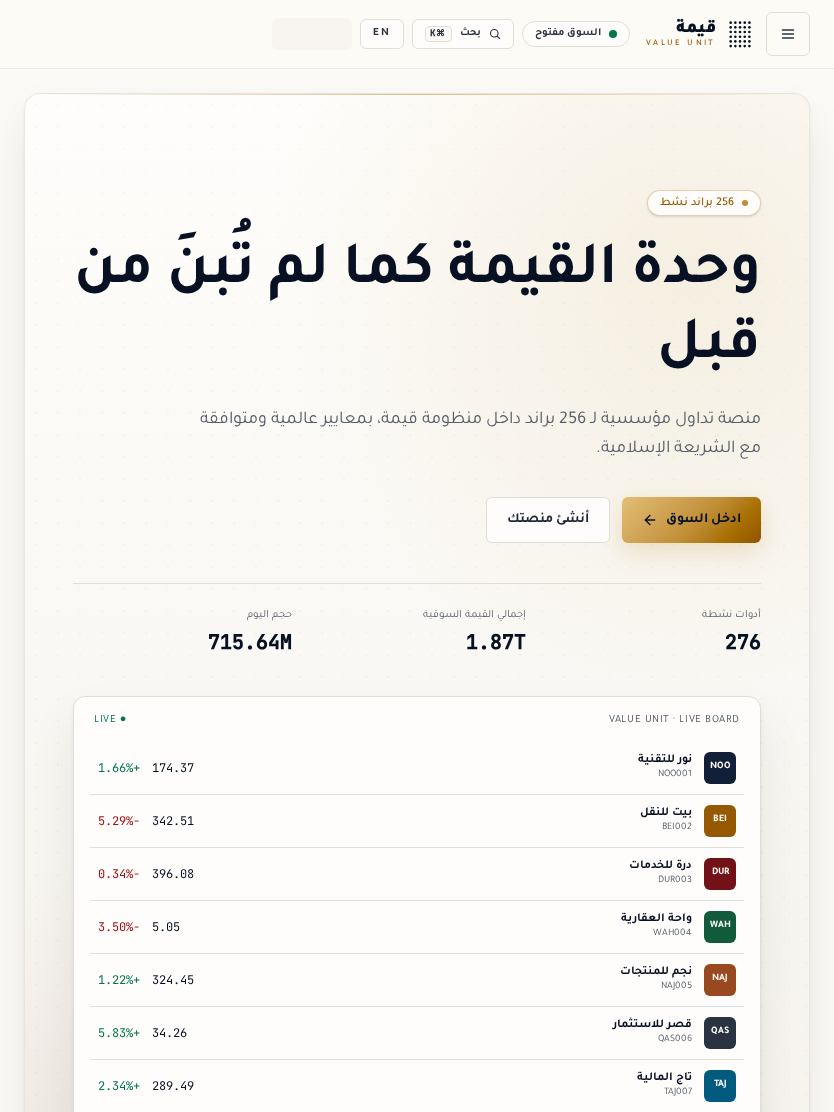 قيمة
VALUE UNIT
السوق مفتوح
بحث ⌘K
EN
256 براند نشط
وحدة القيمة كما لم تُبنَ من
قبل
منصة تداول مؤسسية لـ 256 براند داخل منظومة قيمة، بمعايير عالمية ومتوافقة
مع الشريعة الإسلامية.
ادخل السوق ←
أنشئ منصتك
أدوات نشطة
276
إجمالي القيمة السوقية
1.87T
حجم اليوم
715.64M
VALUE UNIT · LIVE BOARD
LIVE ●
NOO
نور للتقنية
NOO001
174.37
1.66%+
BEI
بيت للنقل
BEI002
342.51
5.29%-
DUR
درة للخدمات
DUR003
396.08
0.34%-
WAH
واحة العقارية
WAH004
5.05
3.50%-
NAJ
نجم للمنتجات
NAJ005
324.45
1.22%+
QAS
قصر للاستثمار
QAS006
34.26
5.83%+
TAJ
تاج المالية
TAJ007
289.49
2.34%+